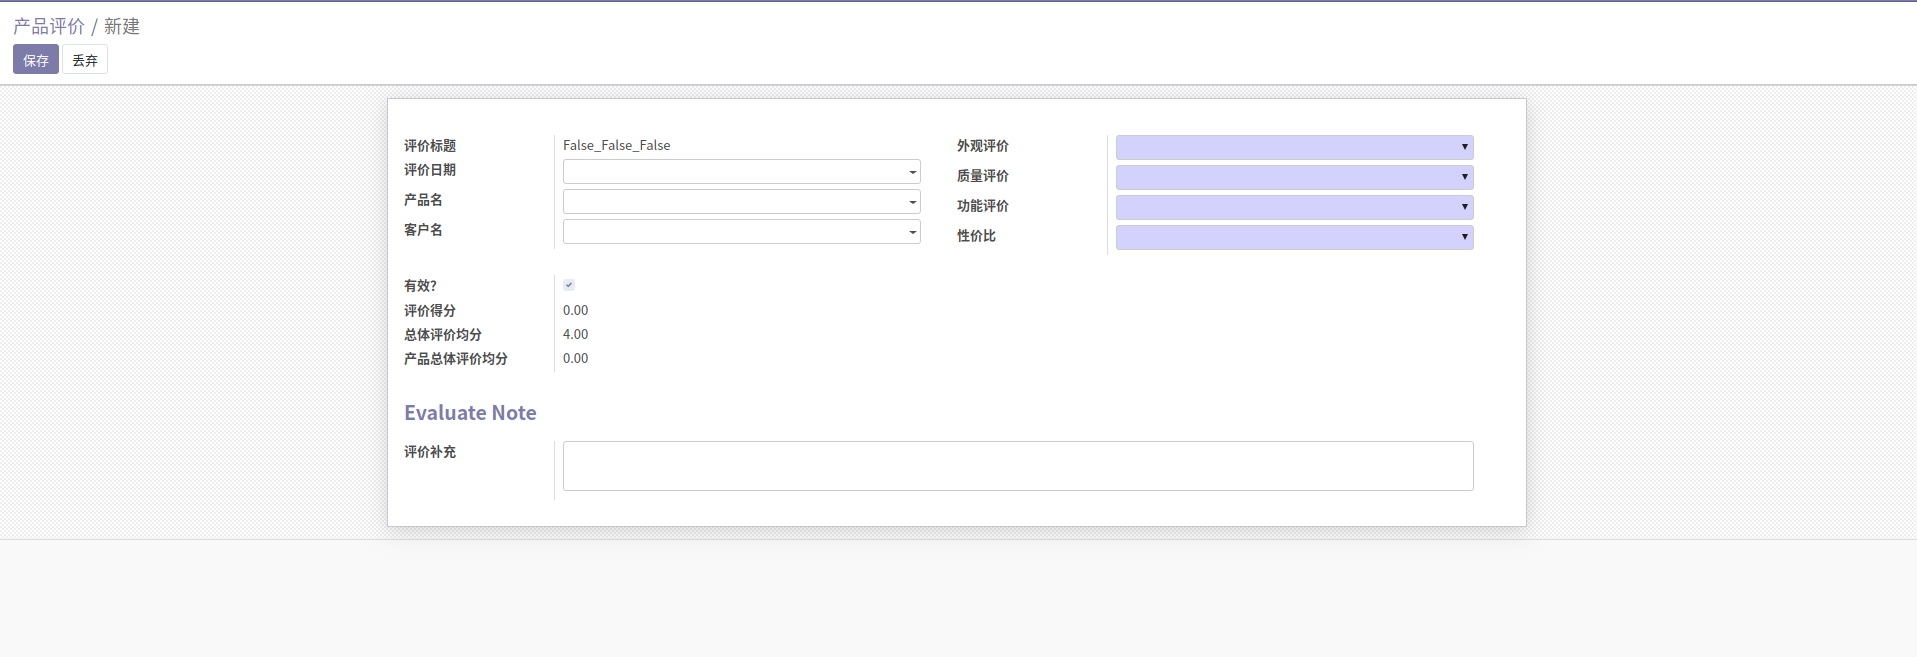 产品评价 / 新建
保存 丢弃
评价标题 False_False_False
评价日期
产品名
客户名
外观评价
质量评价
功能评价
性价比
有效?
评价得分 0.00
总体评价均分 4.00
产品总体评价均分 0.00
Evaluate Note
评价补充